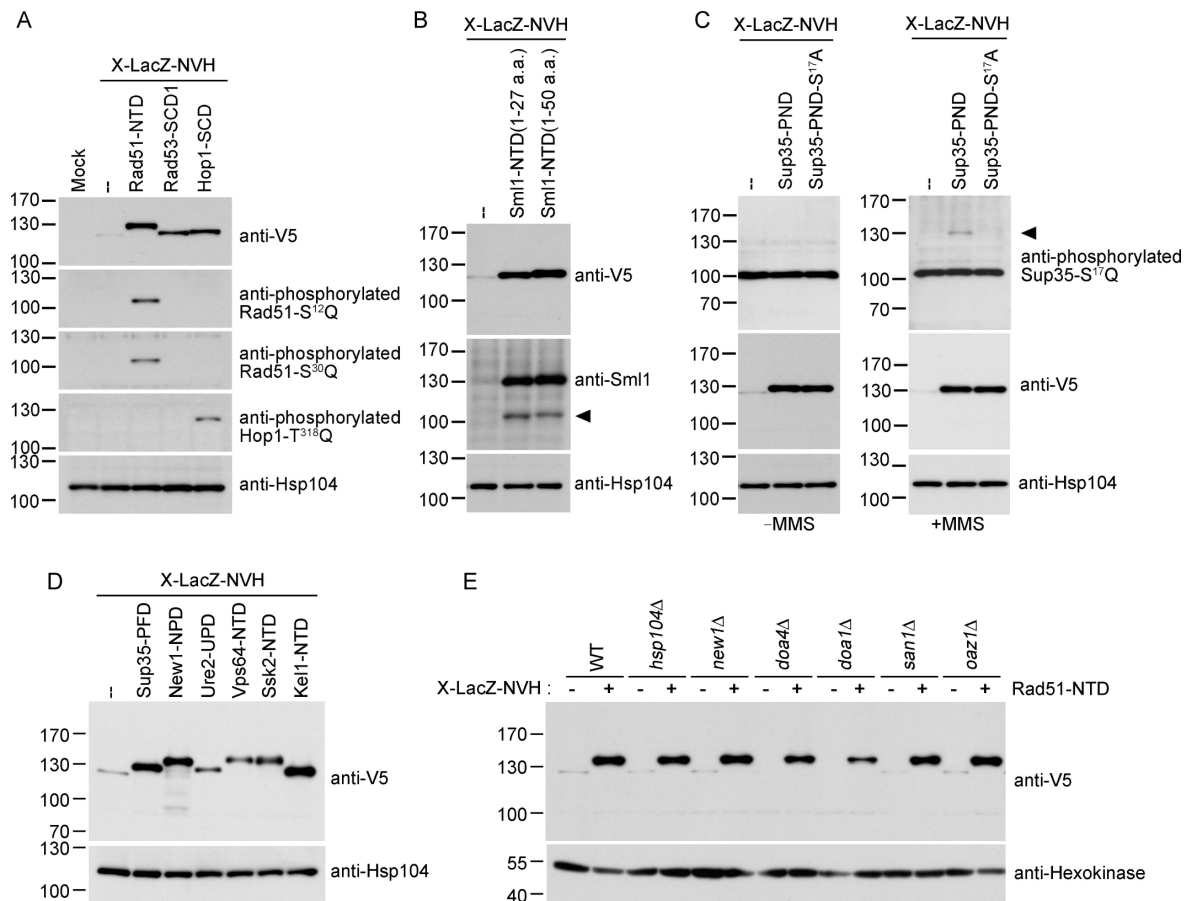 A
X-LacZ-NVH
Mock
--
Rad51-NTD
Rad53-SCD1
Hop1-SCD
170
130
100
anti-V5
130
100
anti-phosphorylated
Rad51-S¹²Q
130
100
anti-phosphorylated
Rad51-S³⁰Q
130
100
anti-phosphorylated
Hop1-T³¹⁸Q
130
100
anti-Hsp104
B
X-LacZ-NVH
--
Sml1-NTD(1-27 a.a.)
Sml1-NTD(1-50 a.a.)
170
130
100
anti-V5
170
130
100
anti-Sml1
130
100
anti-Hsp104
C
X-LacZ-NVH
--
Sup35-PND
Sup35-PND-S¹⁷A
170
130
100
70
130
100
130
100
–MMS
X-LacZ-NVH
--
Sup35-PND
Sup35-PND-S¹⁷A
170
130
100
70
anti-phosphorylated
Sup35-S¹⁷Q
130
100
anti-V5
130
100
anti-Hsp104
+MMS
D
X-LacZ-NVH
--
Sup35-PFD
New1-NPD
Ure2-UPD
Vps64-NTD
Ssk2-NTD
Kel1-NTD
170
130
100
70
anti-V5
130
100
anti-Hsp104
E
WT
hsp104Δ
new1Δ
doa4Δ
doa1Δ
san1Δ
oaz1Δ
X-LacZ-NVH : - + - + - + - + - + - + - + Rad51-NTD
170
130
100
anti-V5
55
40
anti-Hexokinase